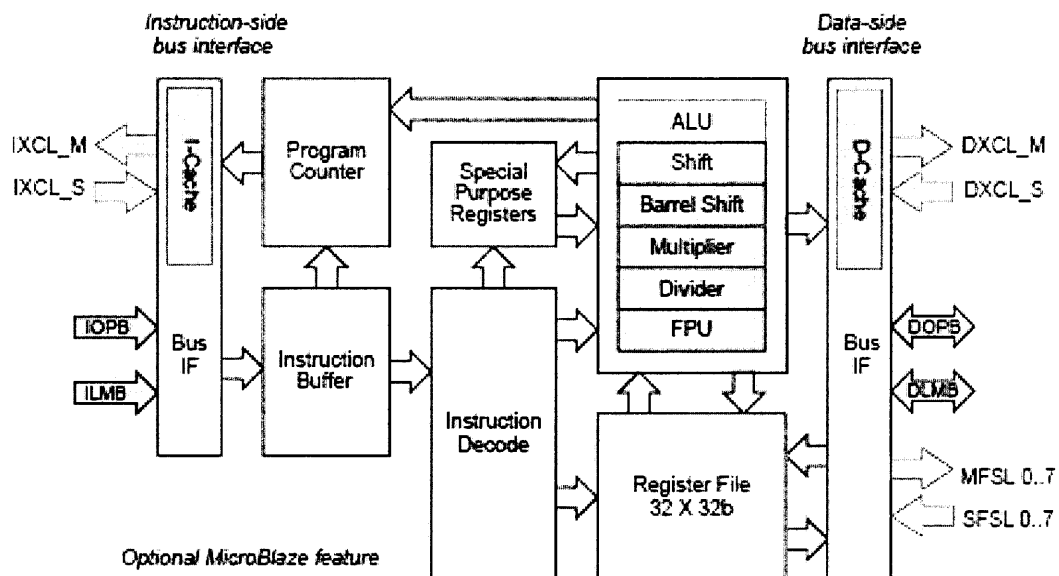 Instruction-side
bus interface
Data-side
bus interface
IXCL_M
IXCL_S
I-Cache
Bus
IF
IOPB
ILMB
Program
Counter
Special
Purpose
Registers
Instruction
Buffer
Instruction
Decode
ALU
Shift
Barrel Shift
Multiplier
Divider
FPU
Register File
32 X 32b
D-Cache
Bus
IF
DXCL_M
DXCL_S
DOPB
DLMB
MFSL 0..7
SFSL 0..7
Optional MicroBlaze feature